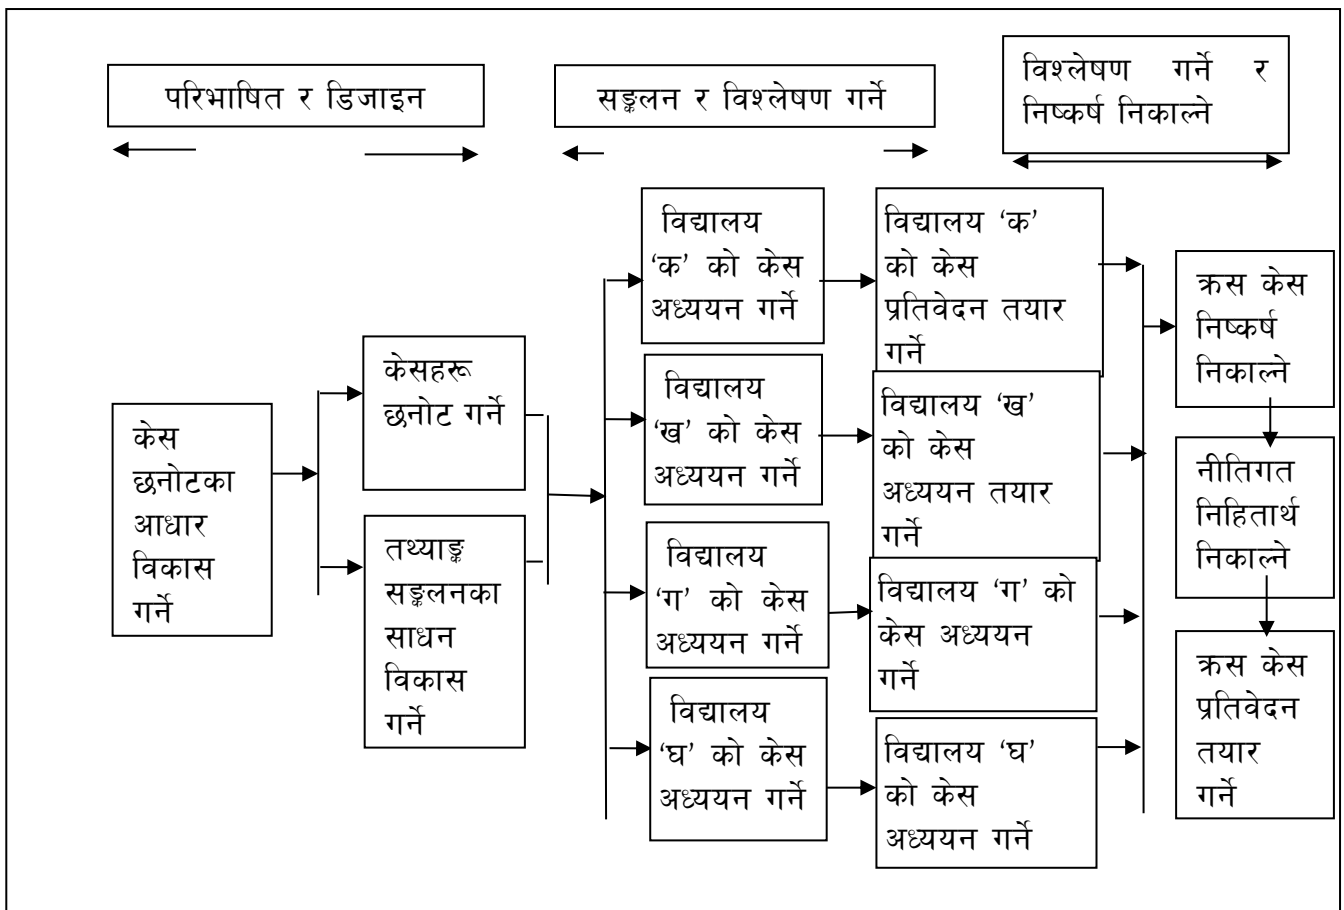 परिभाषित र डिजाइन
सङ्कलन र विश्लेषण गर्ने
विश्लेषण गर्ने र
निष्कर्ष निकाल्ने
केस
छनोटका
आधार
विकास
गर्ने
केसहरू
छनोट गर्ने
तथ्याङ्क
सङ्कलनका
साधन
विकास
गर्ने
विद्यालय
‘क’ को केस
अध्ययन गर्ने
विद्यालय
‘ख’ को केस
अध्ययन गर्ने
विद्यालय
‘ग’ को केस
अध्ययन गर्ने
विद्यालय
‘घ’ को केस
अध्ययन गर्ने
विद्यालय ‘क’
को केस
प्रतिवेदन तयार
गर्ने
विद्यालय ‘ख’
को केस
अध्ययन तयार
गर्ने
विद्यालय ‘ग’ को
केस अध्ययन
गर्ने
विद्यालय ‘घ’
को केस
अध्ययन गर्ने
क्रस केस
निष्कर्ष
निकाल्ने
नीतिगत
निहितार्थ
निकाल्ने
क्रस केस
प्रतिवेदन
तयार
गर्ने